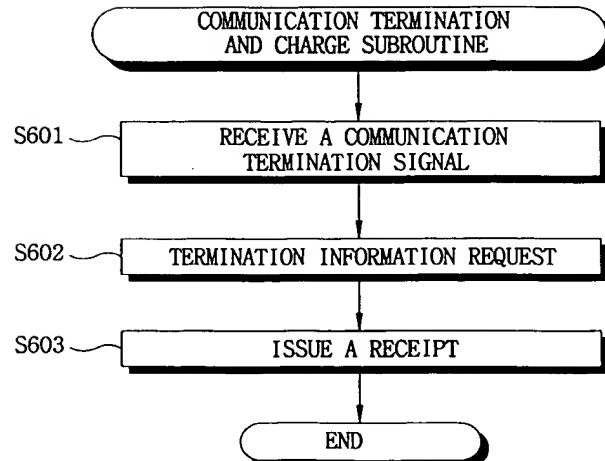 COMMUNICATION TERMINATION
AND CHARGE SUBROUTINE
S601
RECEIVE A COMMUNICATION
TERMINATION SIGNAL
S602
TERMINATION INFORMATION REQUEST
S603
ISSUE A RECEIPT
END